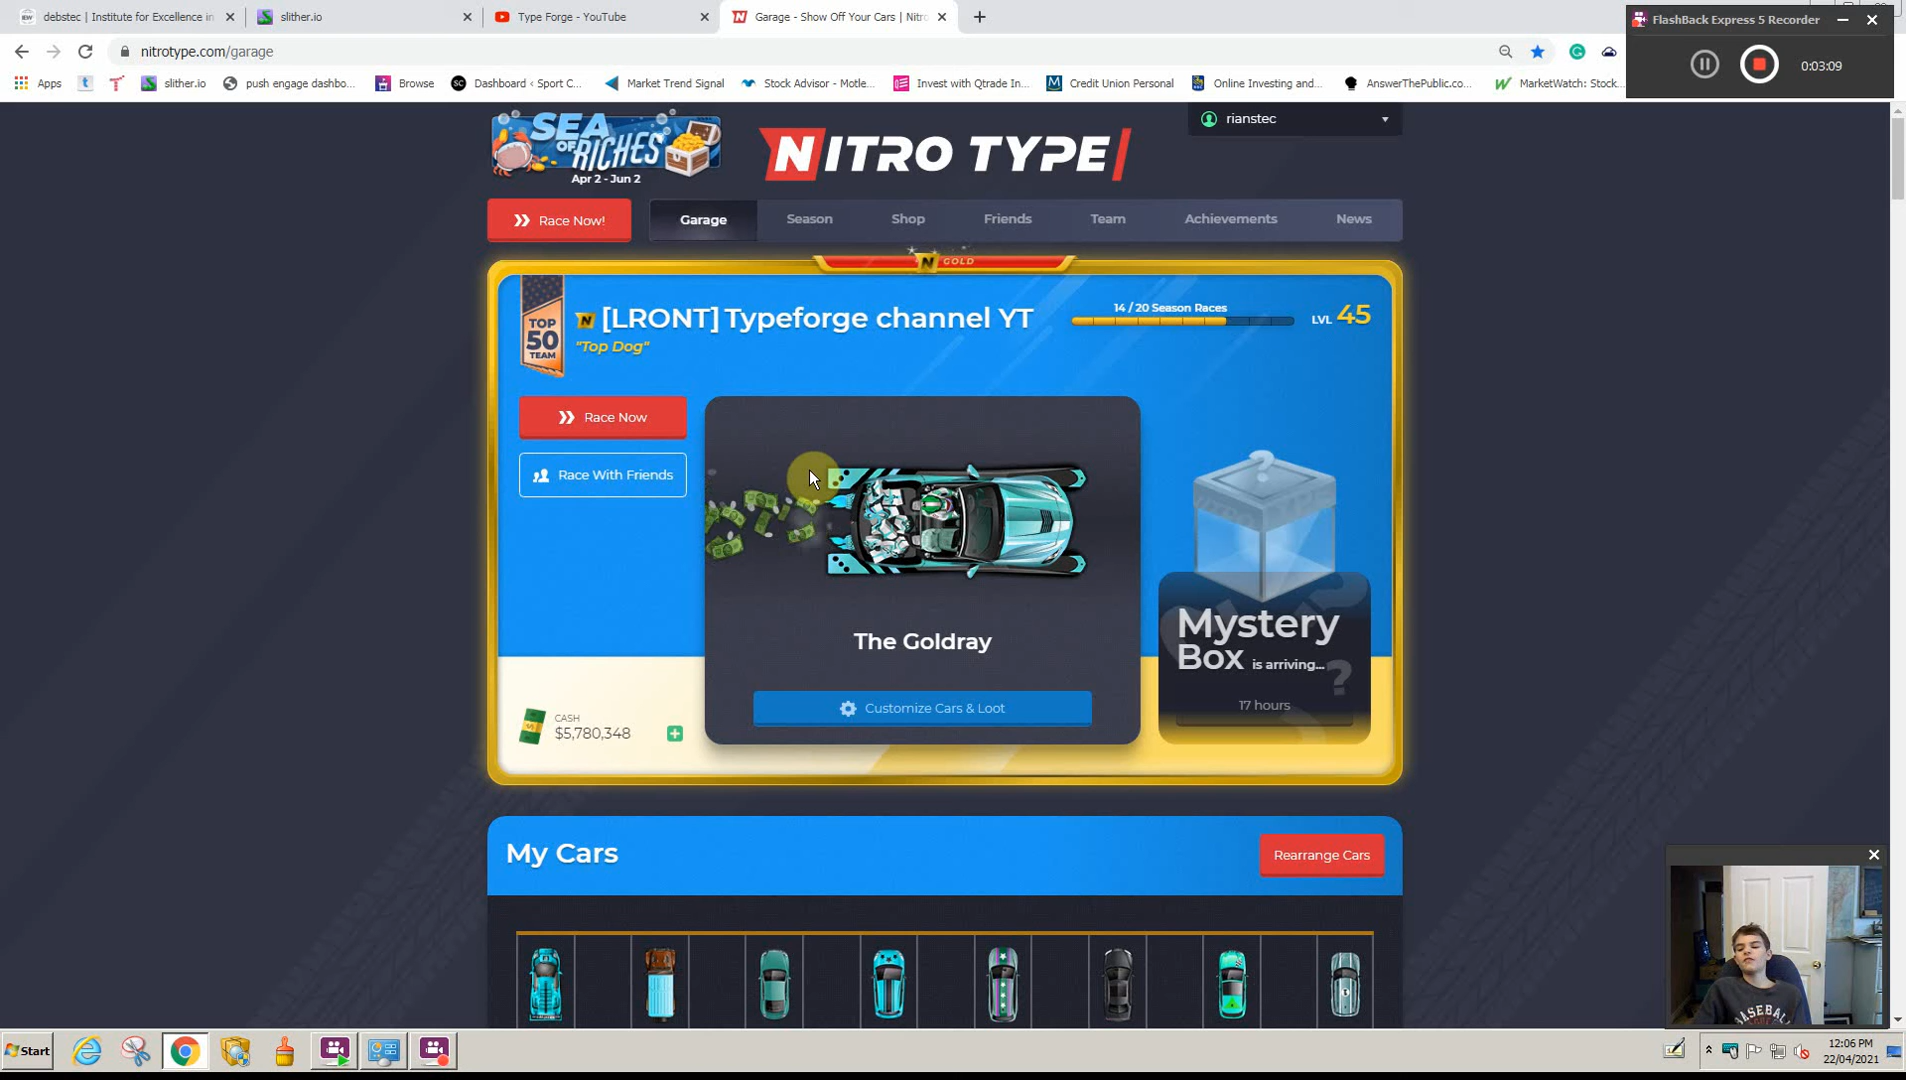 debstec | Institute for Excellence in
slither.io
Type Forge - YouTube
Garage - Show Off Your Cars | Nitro
FlashBack Express 5 Recorder
nitrotype.com/garage
0:03:09
Apps
slither.io
push engage dashbo...
Browse
Dashboard ‹ Sport C...
Market Trend Signal
Stock Advisor - Motle...
Invest with Qtrade In...
Credit Union Personal
Online Investing and...
AnswerThePublic.co...
MarketWatch: Stock...
SEA OF RICHES
Apr 2 - Jun 2
NITRO TYPE
rianstec
Race Now!
Garage
Season
Shop
Friends
Team
Achievements
News
N GOLD
TOP 50 TEAM
[LRONT] Typeforge channel YT
"Top Dog"
14 / 20 Season Races
LVL 45
Race Now
Race With Friends
The Goldray
Customize Cars & Loot
CASH
$5,780,348
Mystery
Box is arriving...
17 hours
My Cars
Rearrange Cars
BASEBALL
Start
12:06 PM
22/04/2021